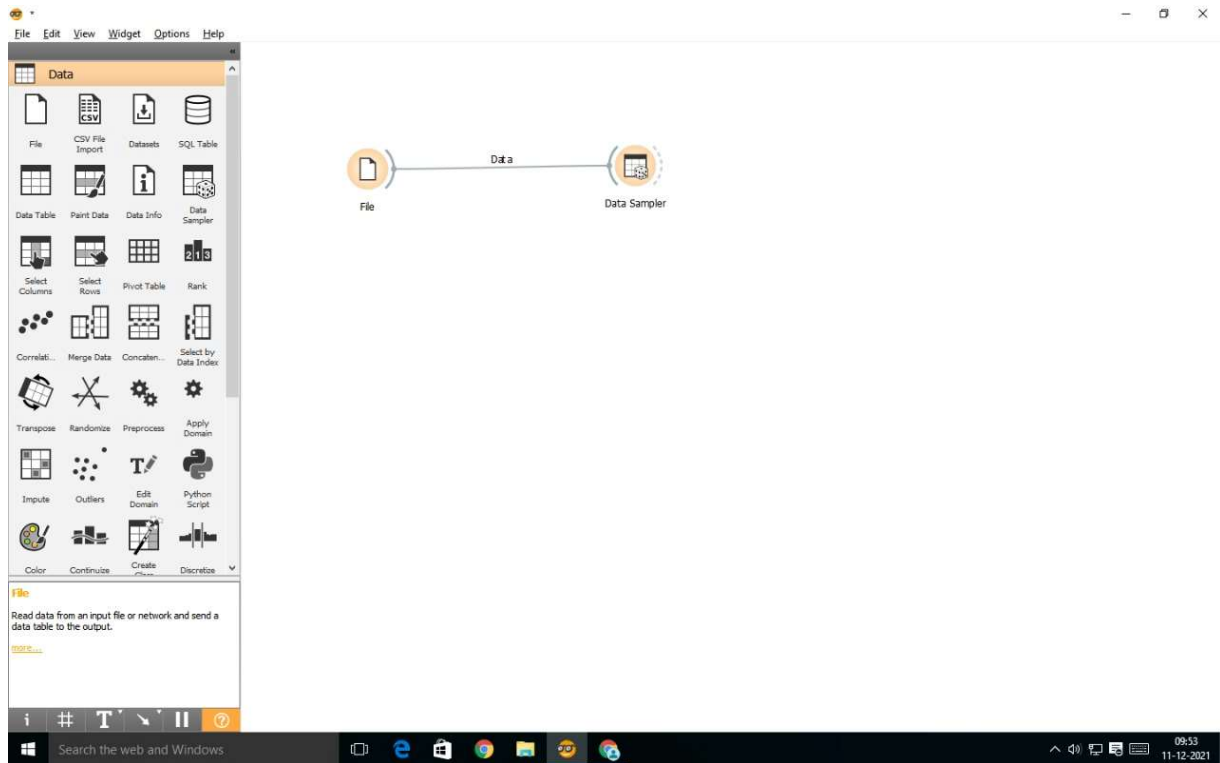 File Edit View Widget Options Help
Data
File
CSV File
Import
Datasets
SQL Table
Data Table
Paint Data
Data Info
Data
Sampler
Select
Columns
Select
Rows
Pivot Table
Rank
Correlati...
Merge Data
Concaten...
Select by
Data Index
Transpose
Randomize
Preprocess
Apply
Domain
Impute
Outliers
Edit
Domain
Python
Script
Color
Continuize
Create
Discretize
File
Read data from an input file or network and send a
data table to the output.
more...
Data
File
Data Sampler
Search the web and Windows
09:53
11-12-2021